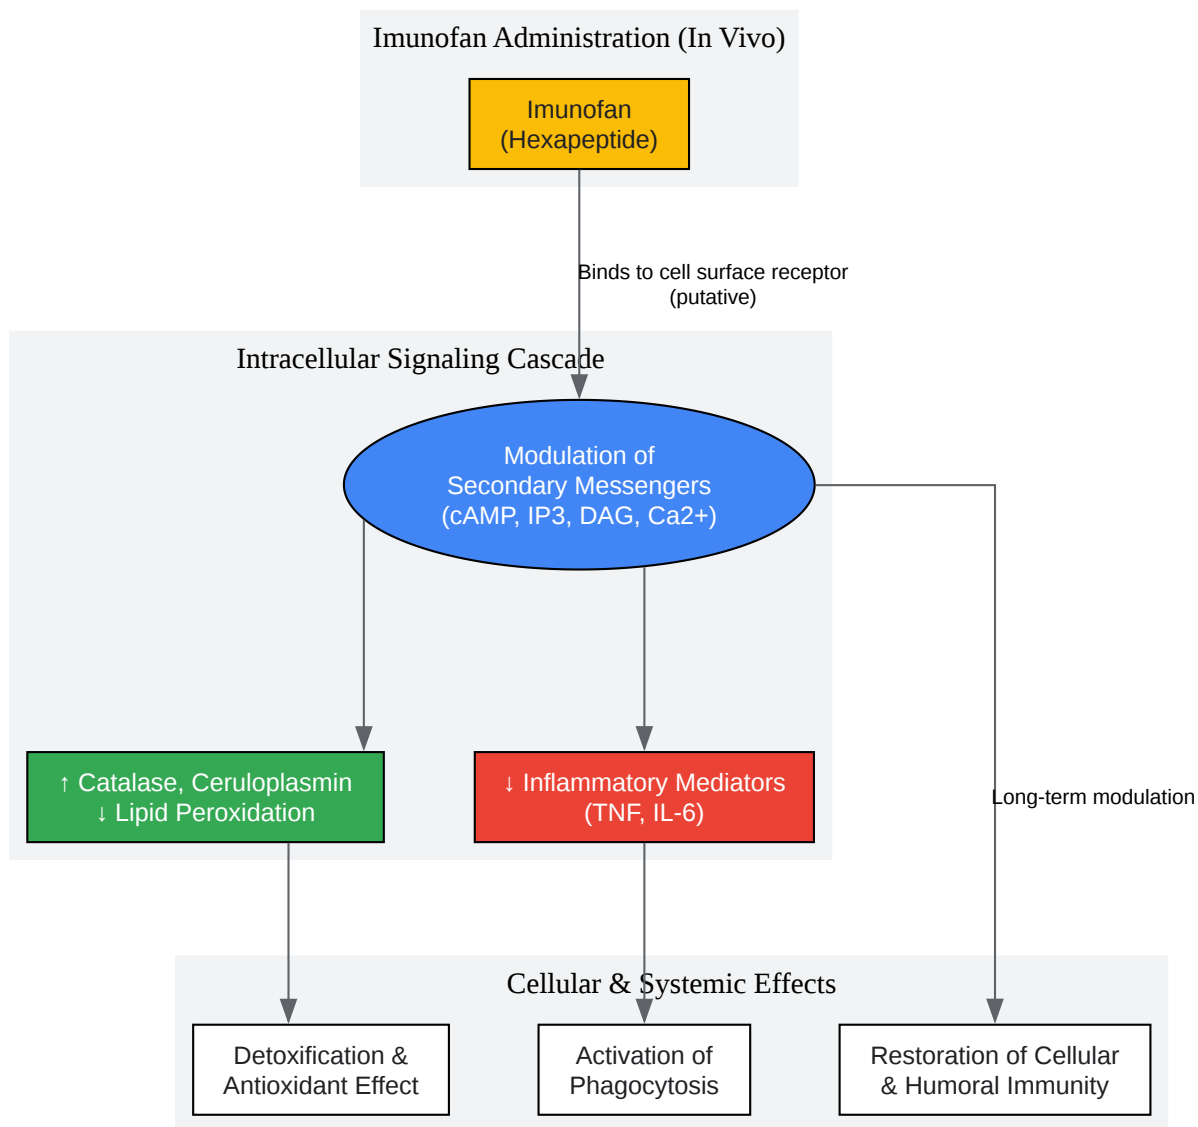 Imunofan Administration (In Vivo)
Imunofan
(Hexapeptide)
Binds to cell surface receptor
(putative)
Intracellular Signaling Cascade
Modulation of
Secondary Messengers
(cAMP, IP3, DAG, Ca2+)
↑ Catalase, Ceruloplasmin
↓ Lipid Peroxidation
↓ Inflammatory Mediators
(TNF, IL-6)
Long-term modulation
Cellular & Systemic Effects
Detoxification &
Antioxidant Effect
Activation of
Phagocytosis
Restoration of Cellular
& Humoral Immunity